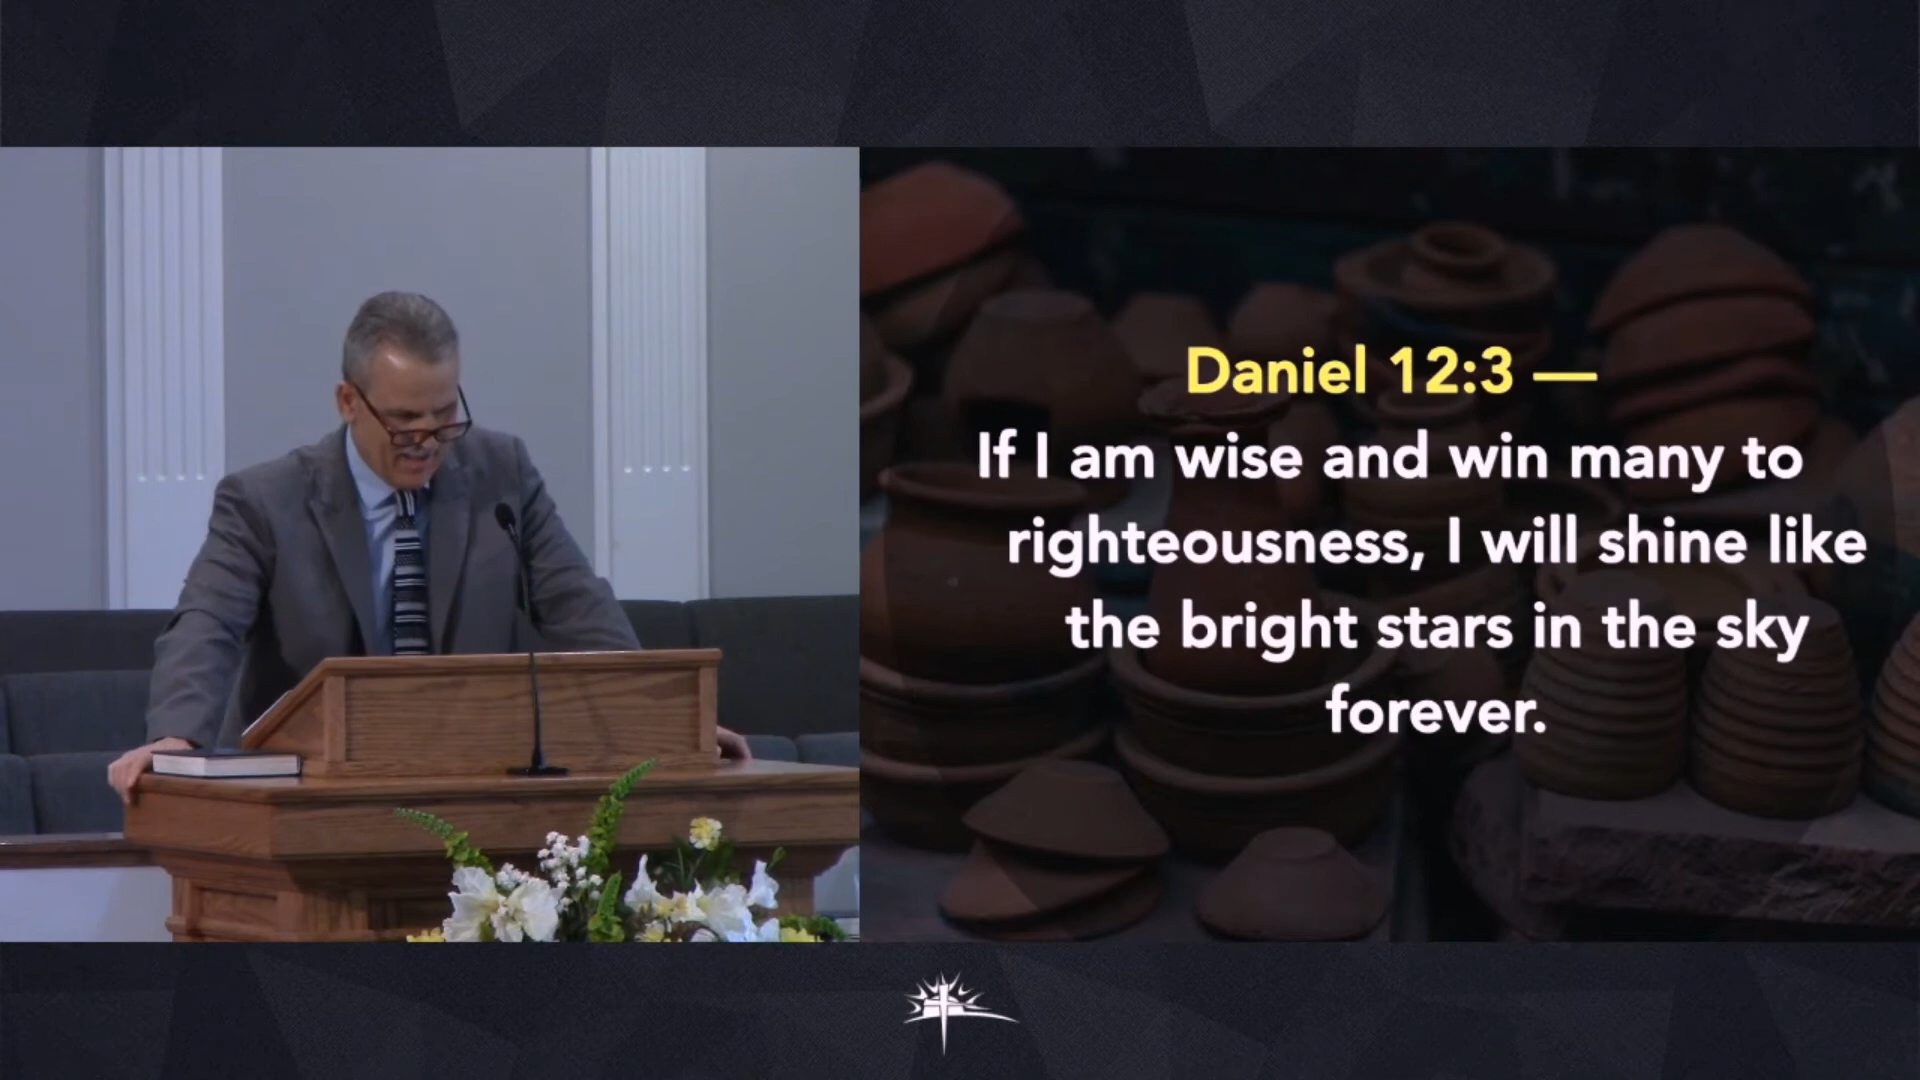 Daniel 12:3 —
If I am wise and win many to
righteousness, I will shine like
the bright stars in the sky
forever.